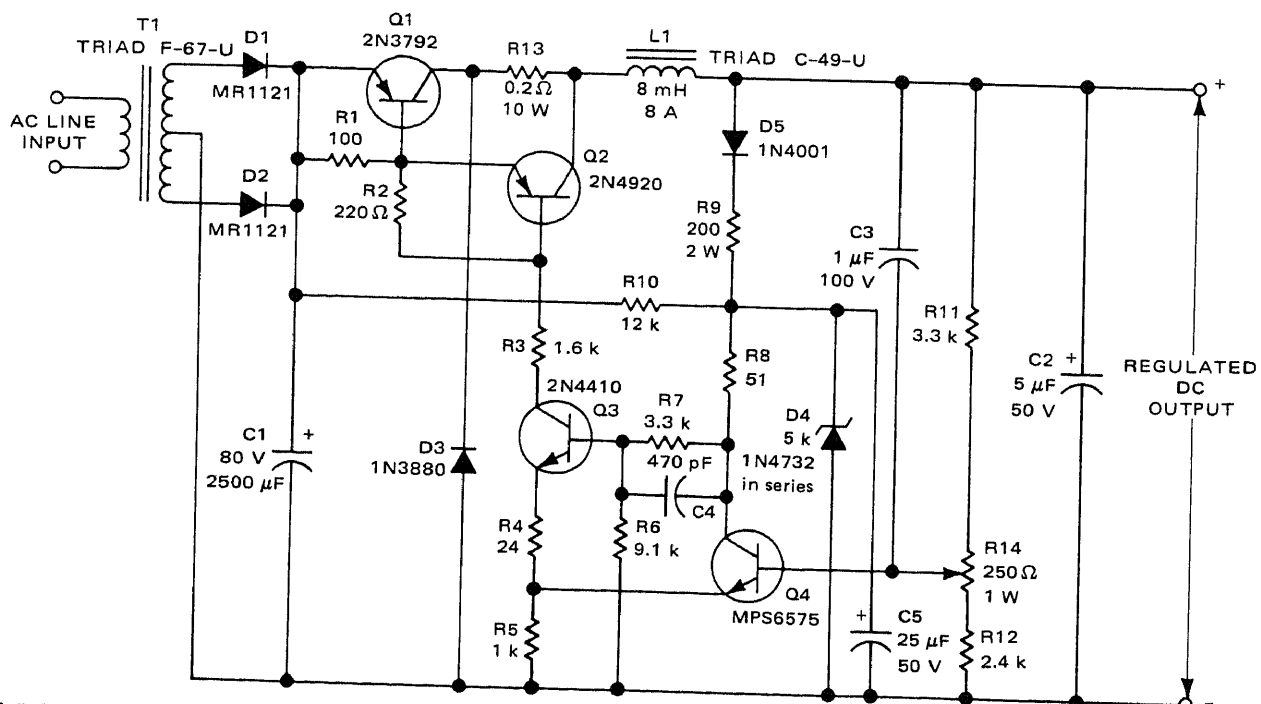 T1
TRIAD F-67-U
D1
MR1121
Q1
2N3792
R13
0.2Ω
10 W
L1
TRIAD C-49-U
8 mH
8 A
+
AC LINE
INPUT
R1
100
D5
1N4001
Q2
2N4920
D2
MR1121
R2
220Ω
R9
200
2 W
C3
1 μF
100 V
R10
12 k
R11
3.3 k
R3
1.6 k
R8
51
C2
+
5 μF
50 V
REGULATED
DC
OUTPUT
2N4410
Q3
R7
3.3 k
470 pF
C4
D4
5 k
1N4732
in series
C1
+
80 V
2500 μF
D3
1N3880
R4
24
R6
9.1 k
R14
250Ω
1 W
Q4
MPS6575
R5
1 k
+
C5
25 μF
50 V
R12
2.4 k
−